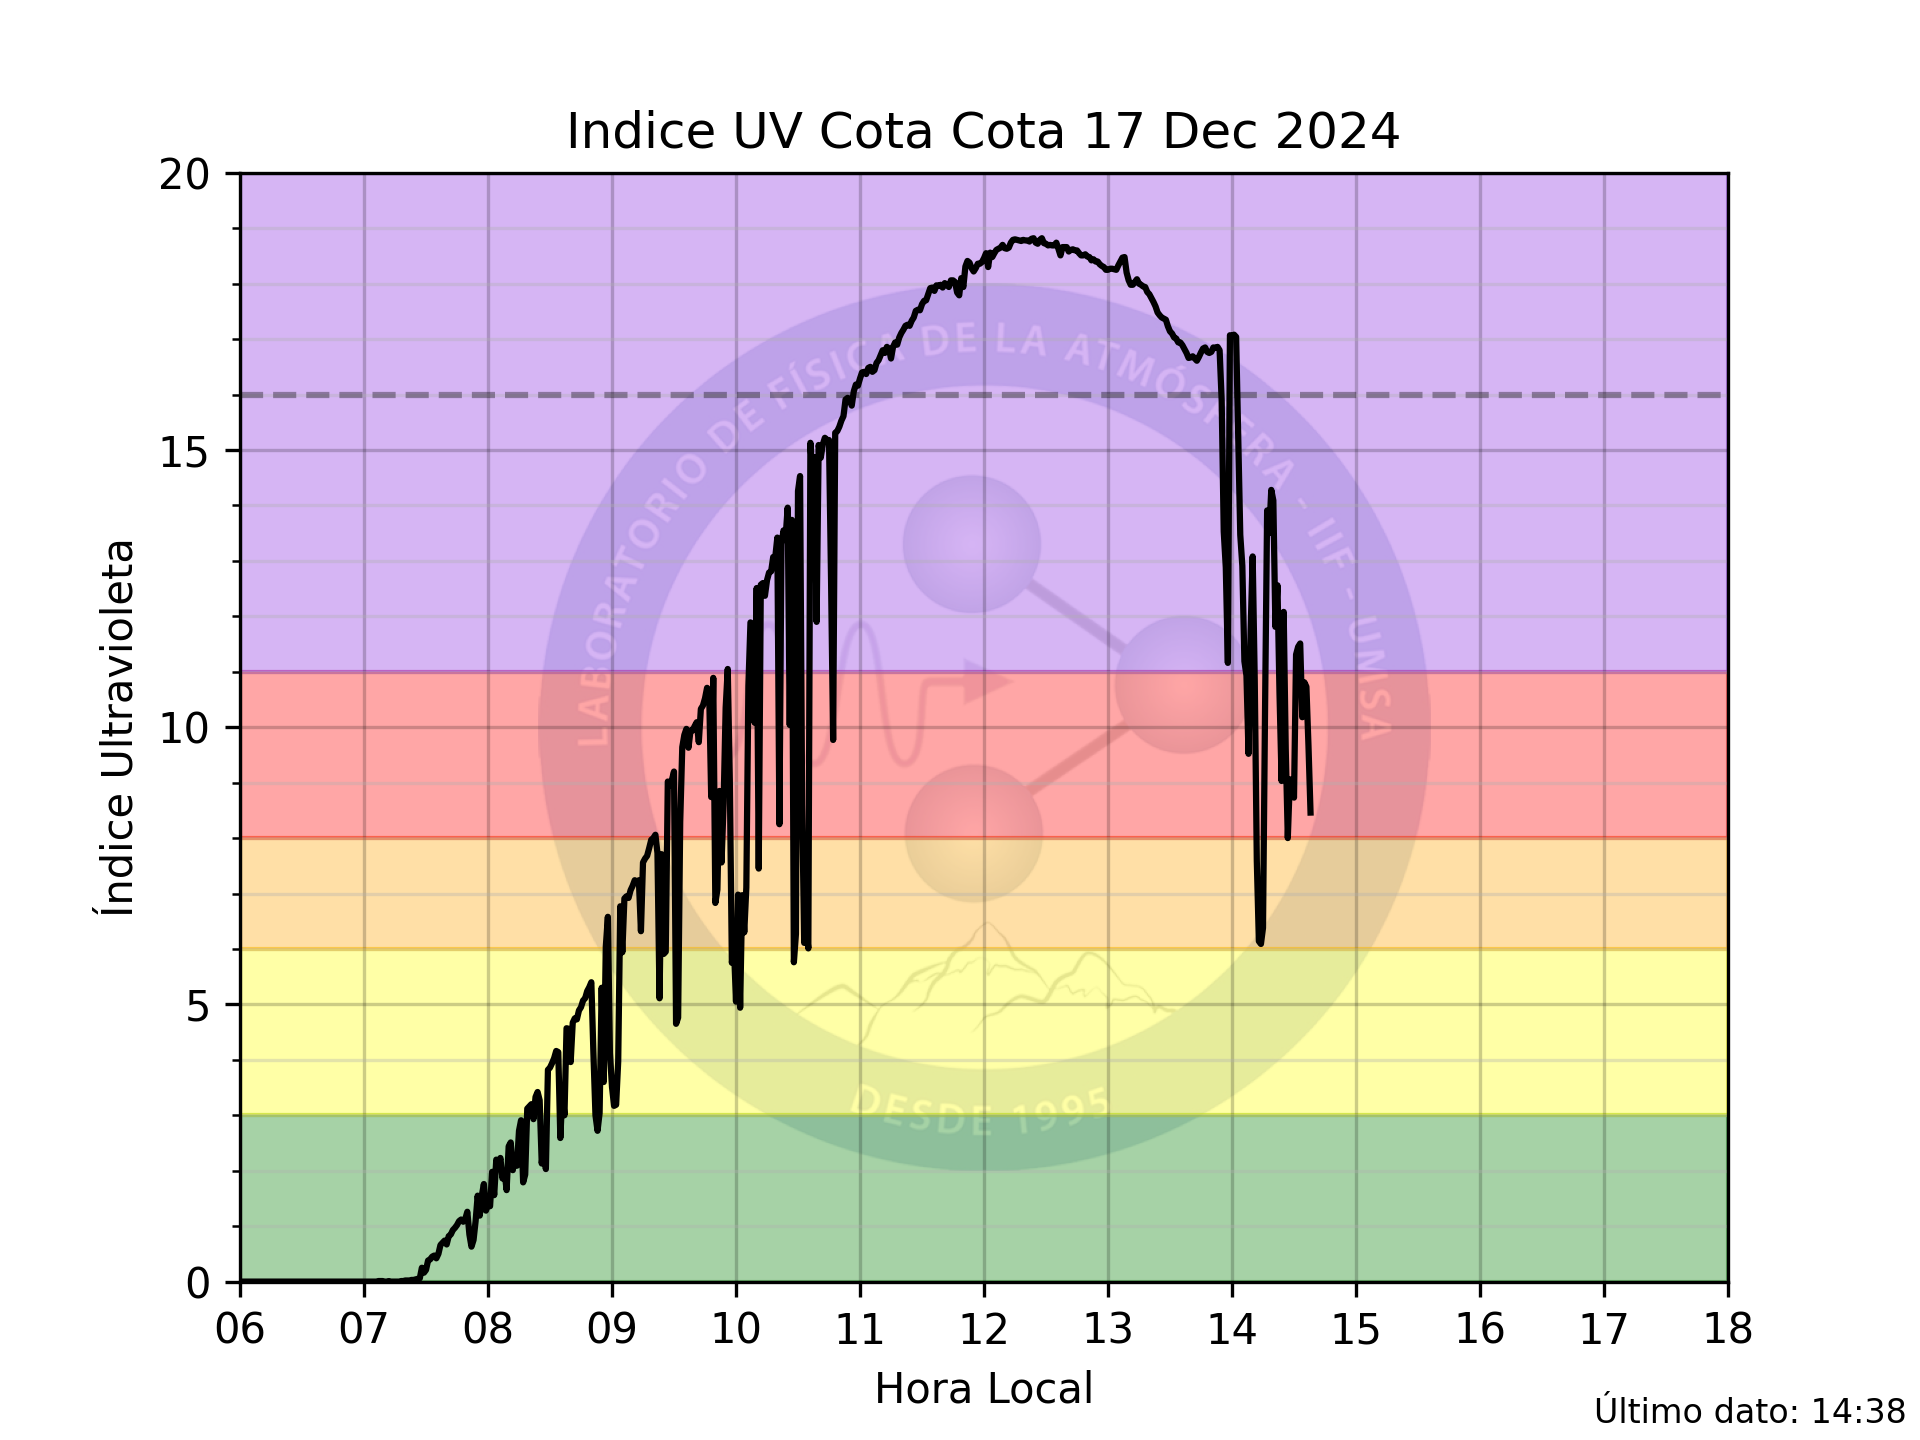 Indice UV Cota Cota 17 Dec 2024
20
15
10
5
0
Índice Ultravioleta
LABORATORIO DE FÍSICA DE LA ATMÓSFERA - IIF - UMSA
DESDE 1995
06 07 08 09 10 11 12 13 14 15 16 17 18
Hora Local
Último dato: 14:38